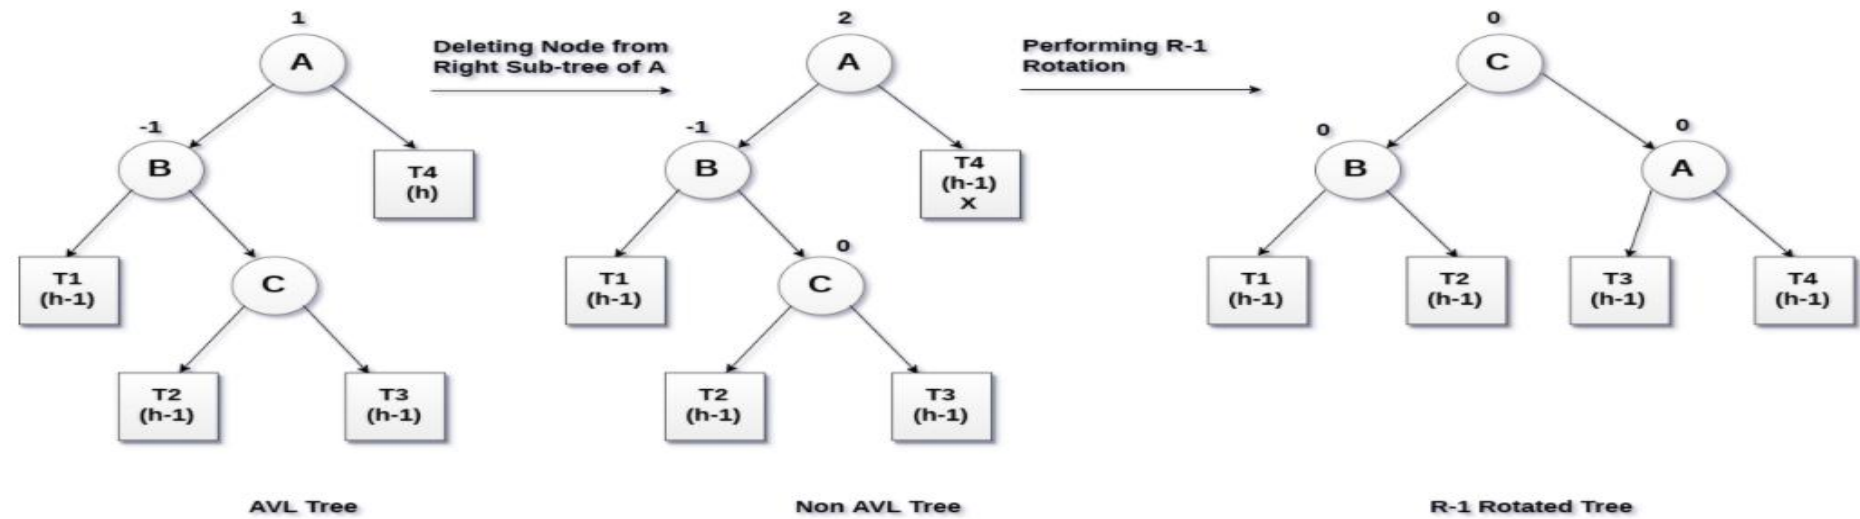 1
A
-1
B
T4
(h)
T1
(h-1)
C
T2
(h-1)
T3
(h-1)
AVL Tree
Deleting Node from
Right Sub-tree of A
2
A
-1
B
T4
(h-1)
X
T1
(h-1)
0
C
T2
(h-1)
T3
(h-1)
Non AVL Tree
Performing R-1
Rotation
0
C
0
B
0
A
T1
(h-1)
T2
(h-1)
T3
(h-1)
T4
(h-1)
R-1 Rotated Tree